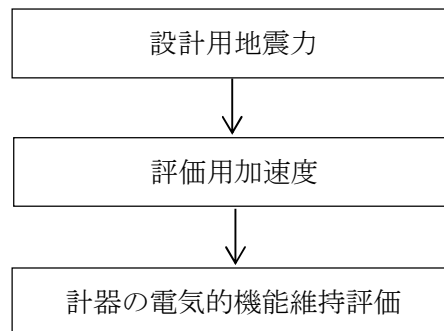 設計用地震力
評価用加速度
計器の電気的機能維持評価